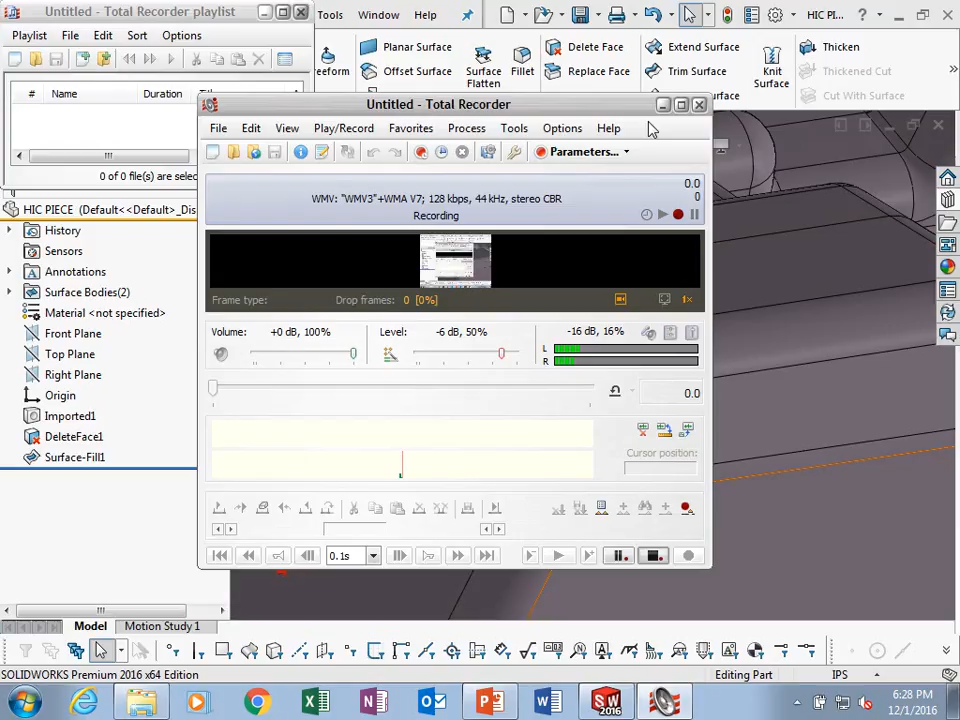 Untitled - Total Recorder playlist
Tools Window Help
HIC PI...
Playlist File Edit Sort Options
reeform
Planar Surface
Offset Surface
Surface
Flatten
Fillet
Delete Face
Replace Face
Extend Surface
Trim Surface
Knit
Surface
Thicken
Thickened Cut
Cut With Surface
# Name Duration
0 of 0 file(s) are selec
Untitled - Total Recorder
File Edit View Play/Record Favorites Process Tools Options Help
Parameters...
0.0
0
WMV: "WMV3"+WMA V7; 128 kbps, 44 kHz, stereo CBR
Recording
Frame type: Drop frames: 0 [0%] 1×
Volume: +0 dB, 100% Level: -6 dB, 50% -16 dB, 16%
L
R
0.0
Cursor position:
0.1s
HIC PIECE (Default<<Default>_Dis
History
Sensors
Annotations
Surface Bodies(2)
Material <not specified>
Front Plane
Top Plane
Right Plane
Origin
Imported1
DeleteFace1
Surface-Fill1
Model Motion Study 1
SOLIDWORKS Premium 2016 x64 Edition
Editing Part IPS
SW
2016
6:28 PM
12/1/2016